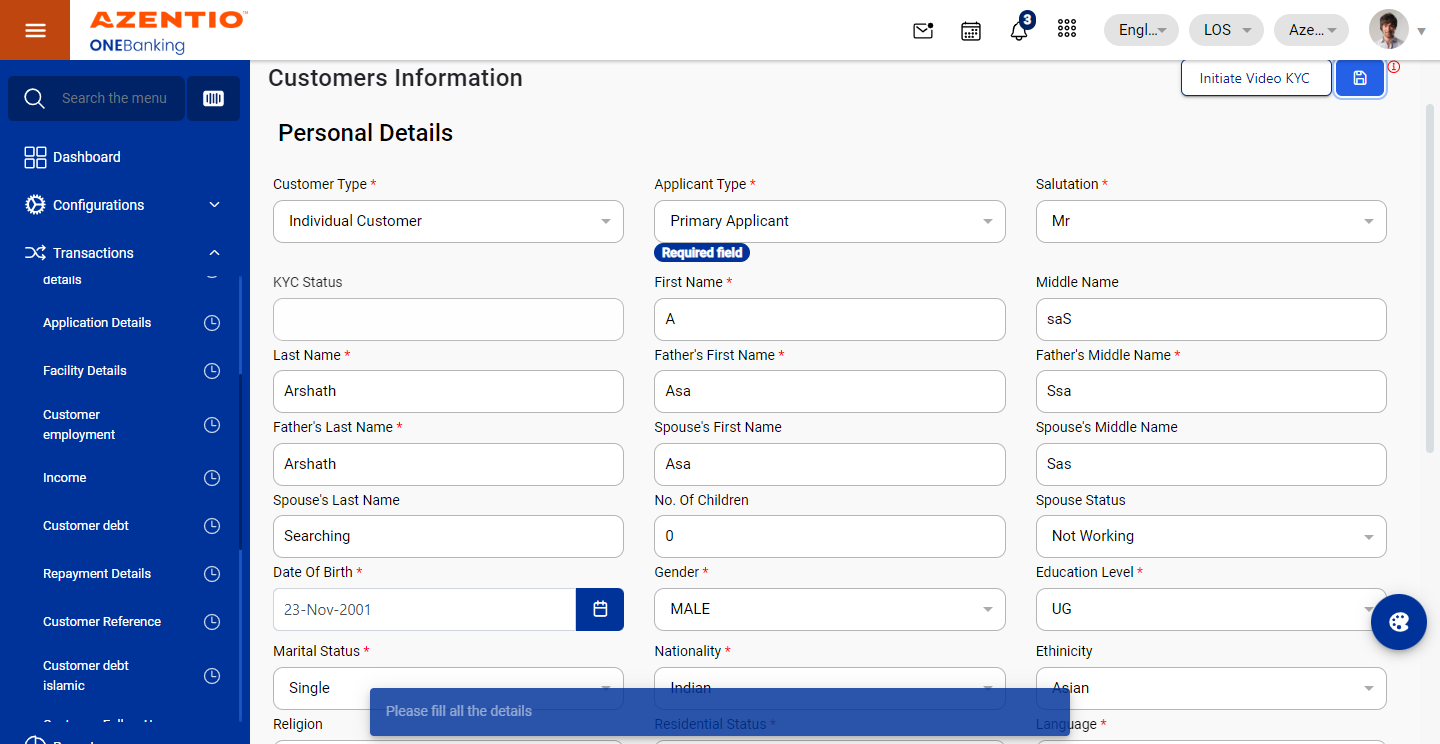 AZENTIO™
ONEBanking
3
Engl...
LOS
Aze...
Search the menu
Dashboard
Configurations
Transactions
details
Application Details
Facility Details
Customer
employment
Income
Customer debt
Repayment Details
Customer Reference
Customer debt
islamic
Customers Information
Initiate Video KYC
Personal Details
Customer Type *
Applicant Type *
Salutation *
Individual Customer
Primary Applicant
Mr
Required field
KYC Status
First Name *
Middle Name
A
saS
Last Name *
Father's First Name *
Father's Middle Name *
Arshath
Asa
Ssa
Father's Last Name *
Spouse's First Name
Spouse's Middle Name
Arshath
Asa
Sas
Spouse's Last Name
No. Of Children
Spouse Status
Searching
0
Not Working
Date Of Birth *
Gender *
Education Level *
23-Nov-2001
MALE
UG
Marital Status *
Nationality *
Ethinicity
Single
Indian
Asian
Please fill all the details
Religion
Residential Status *
Language *